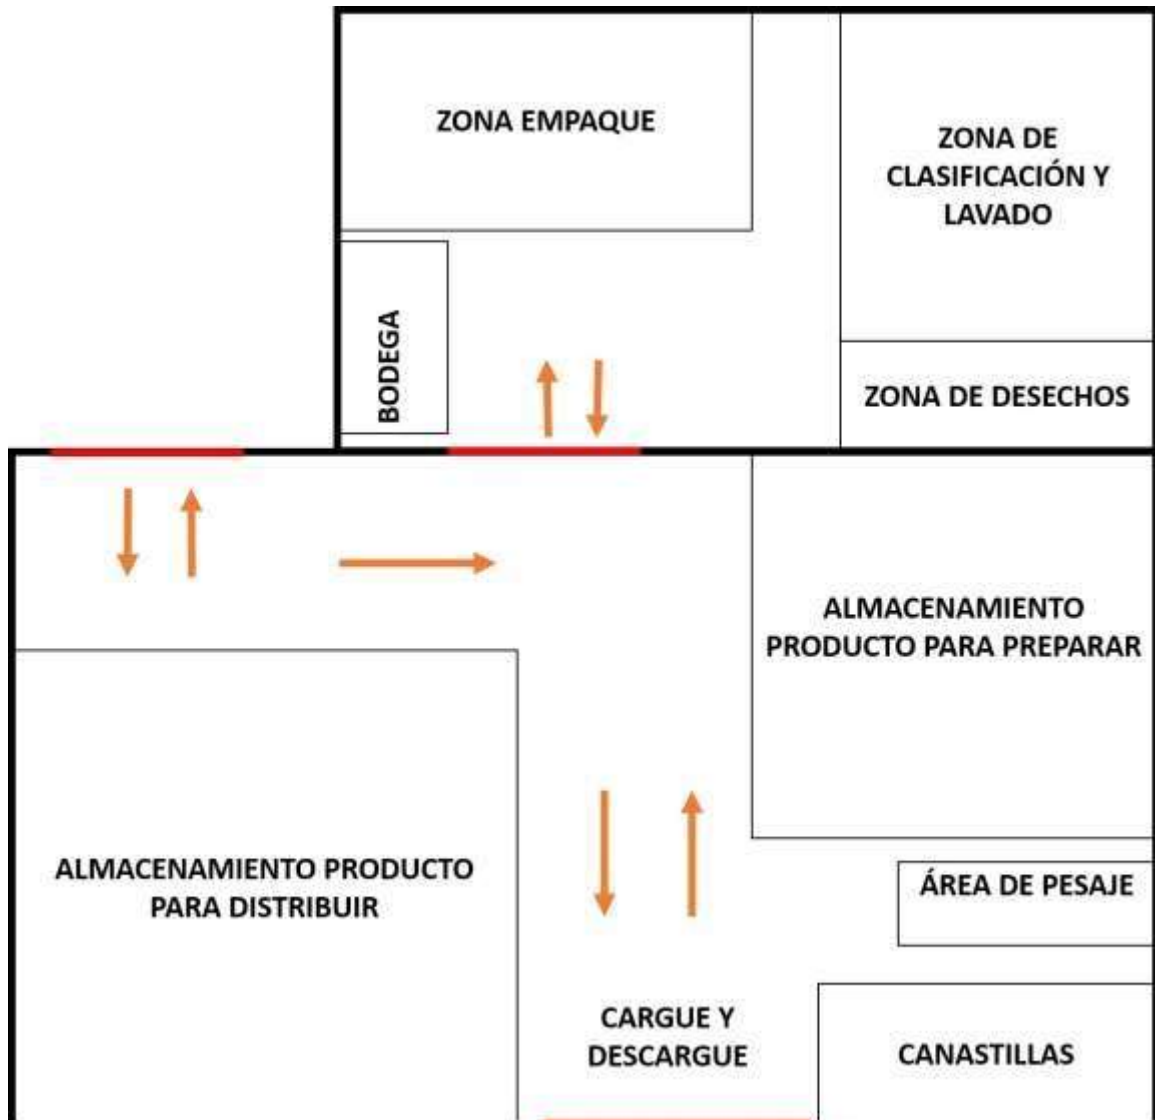 ZONA EMPAQUE
ZONA DE
CLASIFICACIÓN Y
LAVADO
BODEGA
ZONA DE DESECHOS
ALMACENAMIENTO
PRODUCTO PARA PREPARAR
ALMACENAMIENTO PRODUCTO
PARA DISTRIBUIR
ÁREA DE PESAJE
CARGUE Y
DESCARGUE
CANASTILLAS